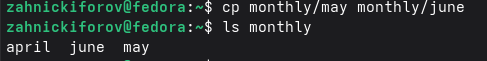 zahnickiforov@fedora:~$ cp monthly/may monthly/june
zahnickiforov@fedora:~$ ls monthly
april  june  may